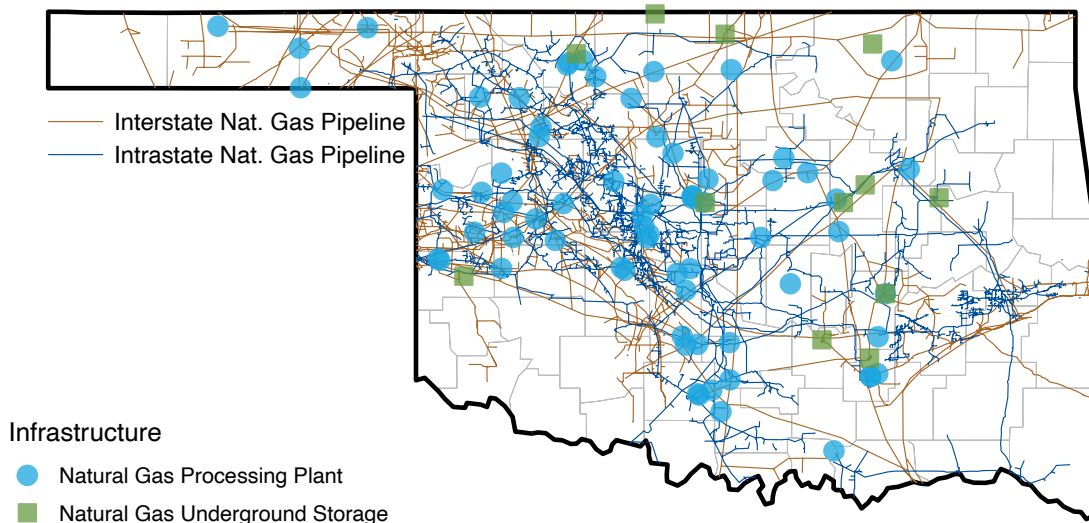 Interstate Nat. Gas Pipeline
Intrastate Nat. Gas Pipeline
Infrastructure
Natural Gas Processing Plant
Natural Gas Underground Storage